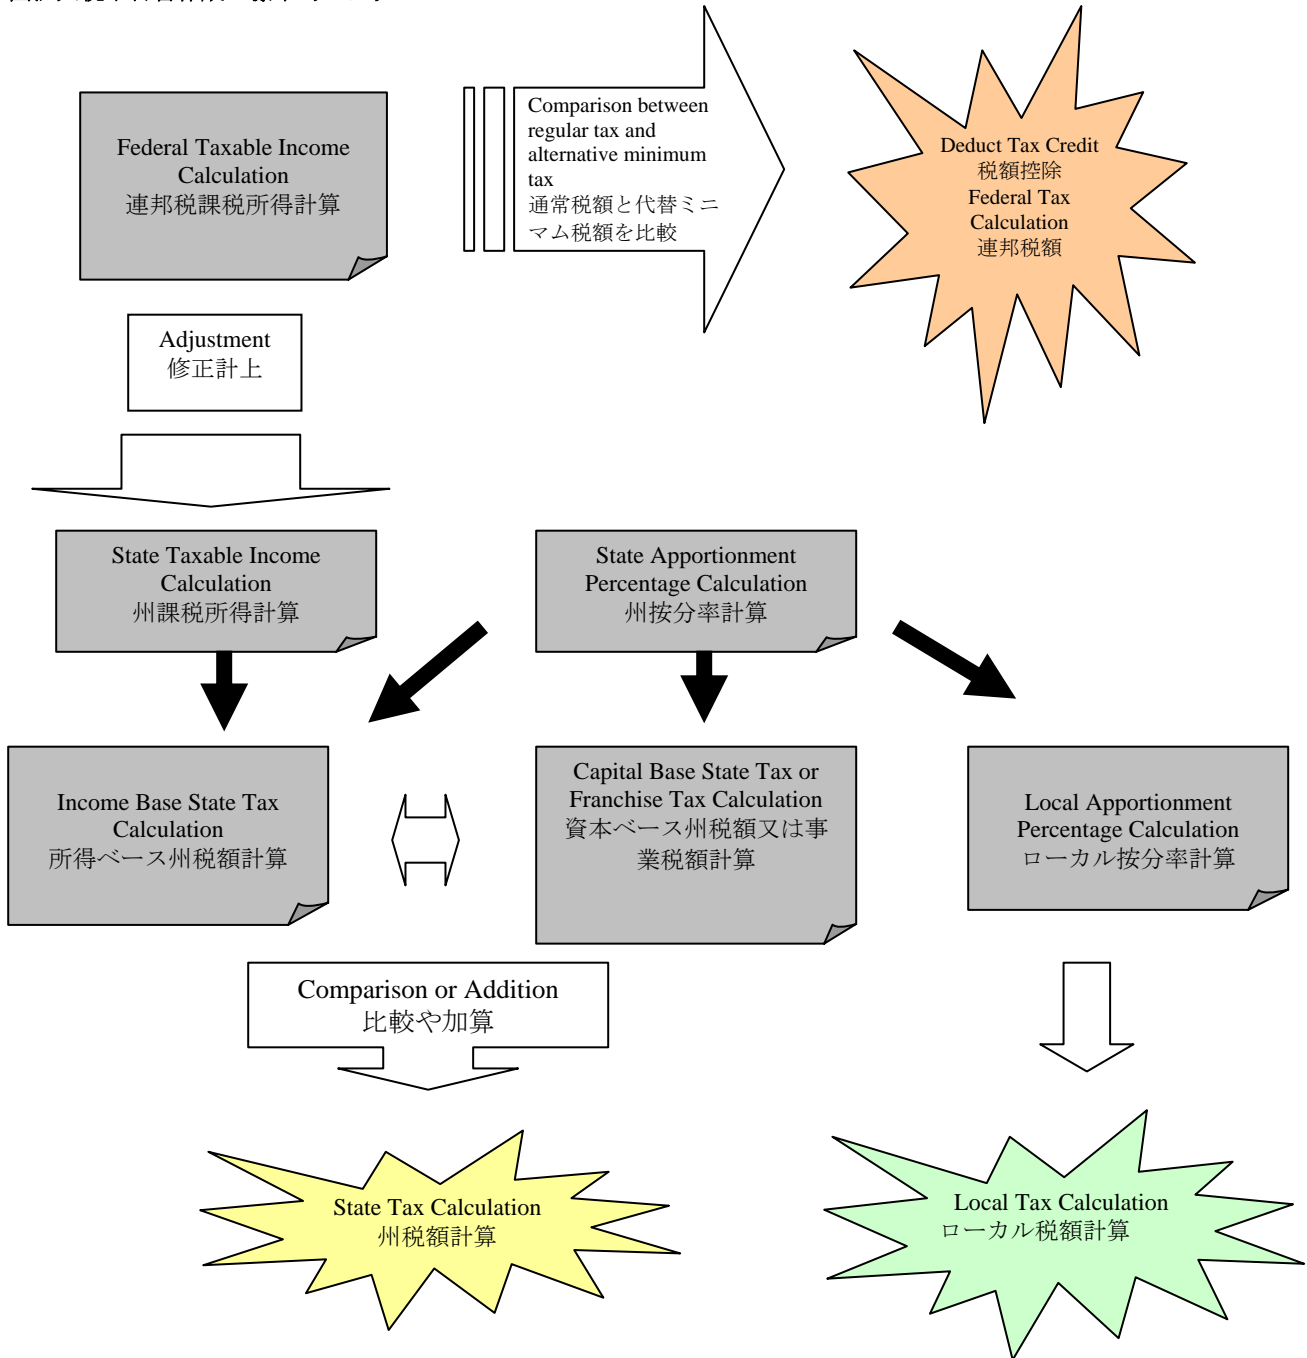 Federal Taxable Income
Calculation
連邦税課税所得計算
Comparison between
regular tax and
alternative minimum
tax
通常税額と代替ミニ
マム税額を比較
Deduct Tax Credit
税額控除
Federal Tax
Calculation
連邦税額
Adjustment
修正計上
State Taxable Income
Calculation
州課税所得計算
State Apportionment
Percentage Calculation
州按分率計算
Income Base State Tax
Calculation
所得ベース州税額計算
Capital Base State Tax or
Franchise Tax Calculation
資本ベース州税額又は事
業税額計算
Local Apportionment
Percentage Calculation
ローカル按分率計算
Comparison or Addition
比較や加算
State Tax Calculation
州税額計算
Local Tax Calculation
ローカル税額計算